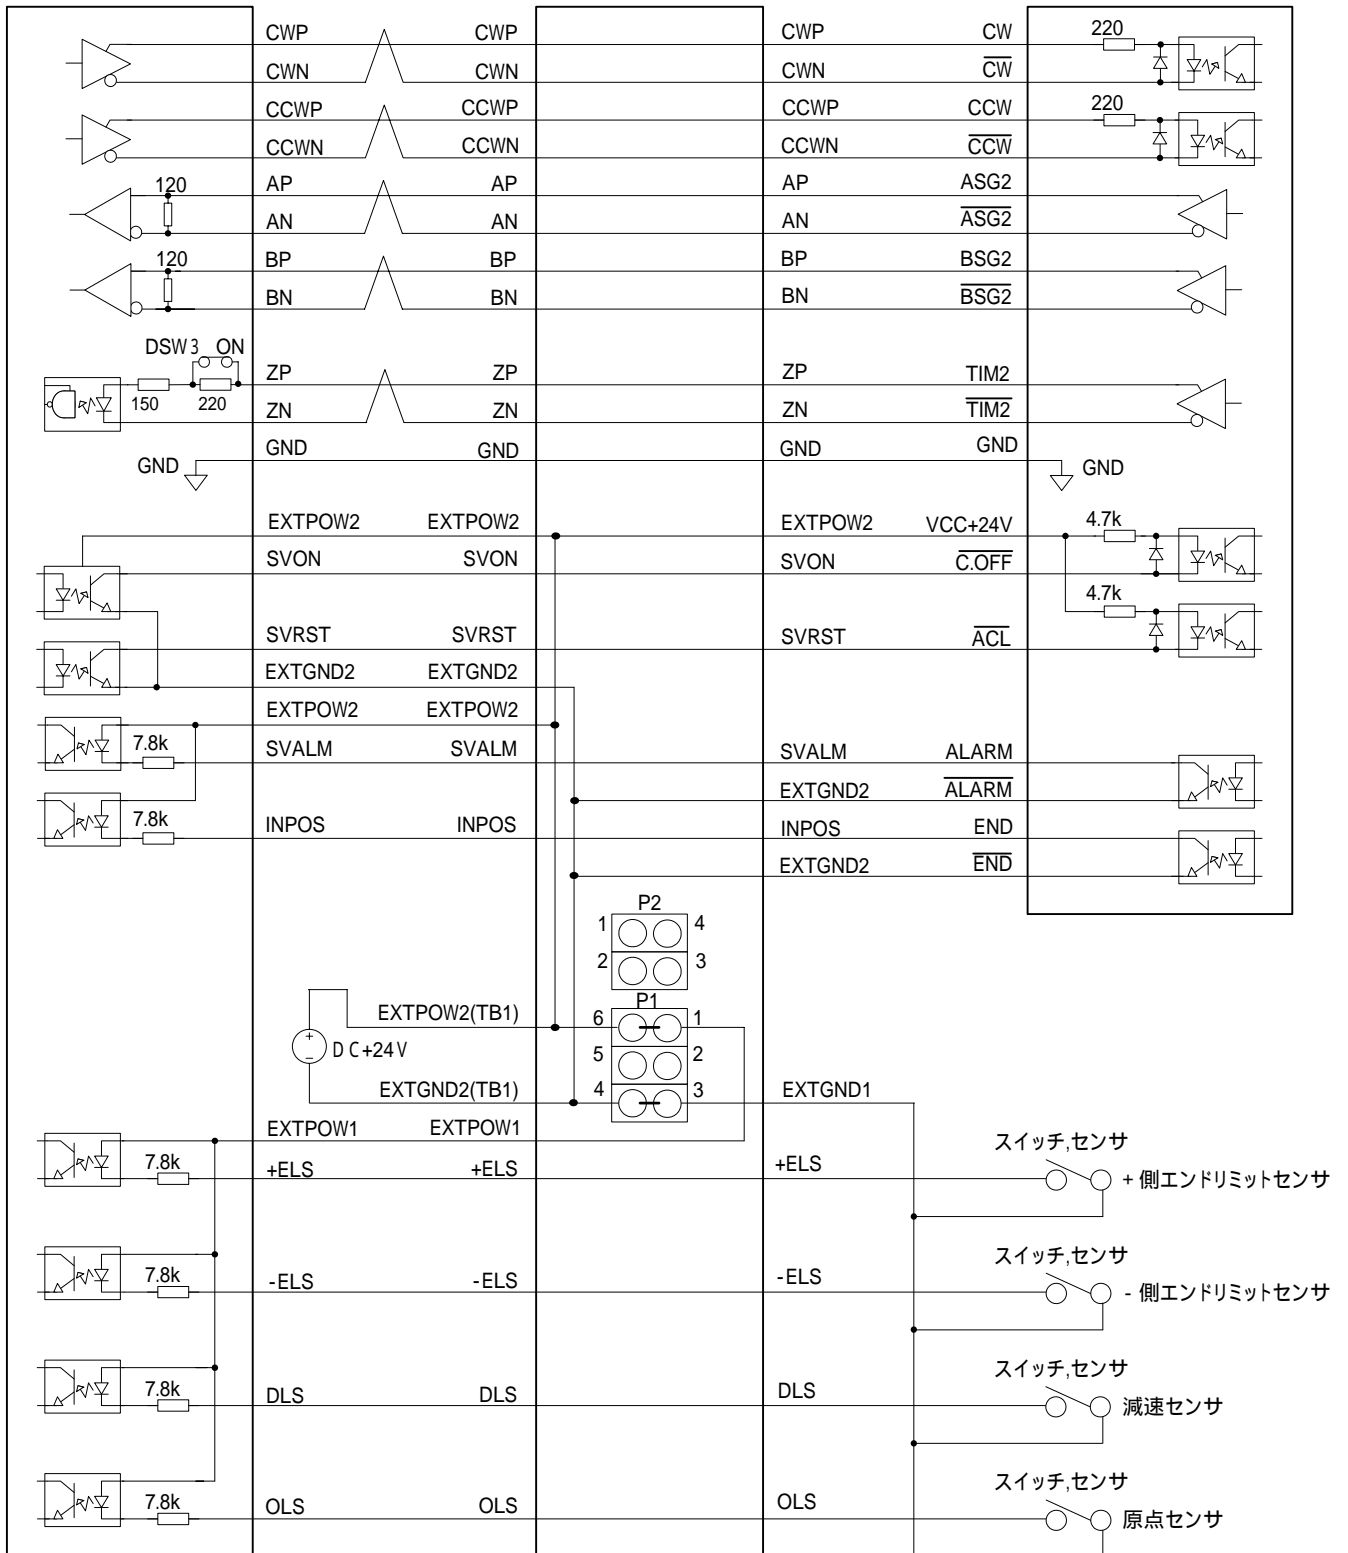 CWP CWP CWP CW 220
CWN CWN CWN C̅W̅
CCWP CCWP CCWP CCW 220
CCWN CCWN CCWN C̅C̅W̅
120 AP AP AP ASG2
AN AN AN A̅S̅G̅2̅
120 BP BP BP BSG2
BN BN BN B̅S̅G̅2̅
DSW3 ON
ZP ZP ZP TIM2
150 220 ZN ZN ZN T̅I̅M̅2̅
GND GND GND GND
GND GND
EXTPOW2 EXTPOW2 EXTPOW2 VCC+24V 4.7k
SVON SVON SVON C̅.̅O̅F̅F̅
4.7k
SVRST SVRST SVRST A̅C̅L̅
EXTGND2 EXTGND2
EXTPOW2 EXTPOW2
7.8k SVALM SVALM SVALM ALARM
EXTGND2 A̅L̅A̅R̅M̅
7.8k INPOS INPOS INPOS END
EXTGND2 E̅N̅D̅
P2
1 4
2 3
P1
EXTPOW2(TB1) 6 1
DC+24V
+
−
5 2
EXTGND2(TB1) 4 3 EXTGND1
EXTPOW1 EXTPOW1
スイッチ,センサ
7.8k +ELS +ELS +ELS +側エンドリミットセンサ
スイッチ,センサ
7.8k -ELS -ELS -ELS -側エンドリミットセンサ
スイッチ,センサ
7.8k DLS DLS DLS 減速センサ
スイッチ,センサ
7.8k OLS OLS OLS 原点センサ